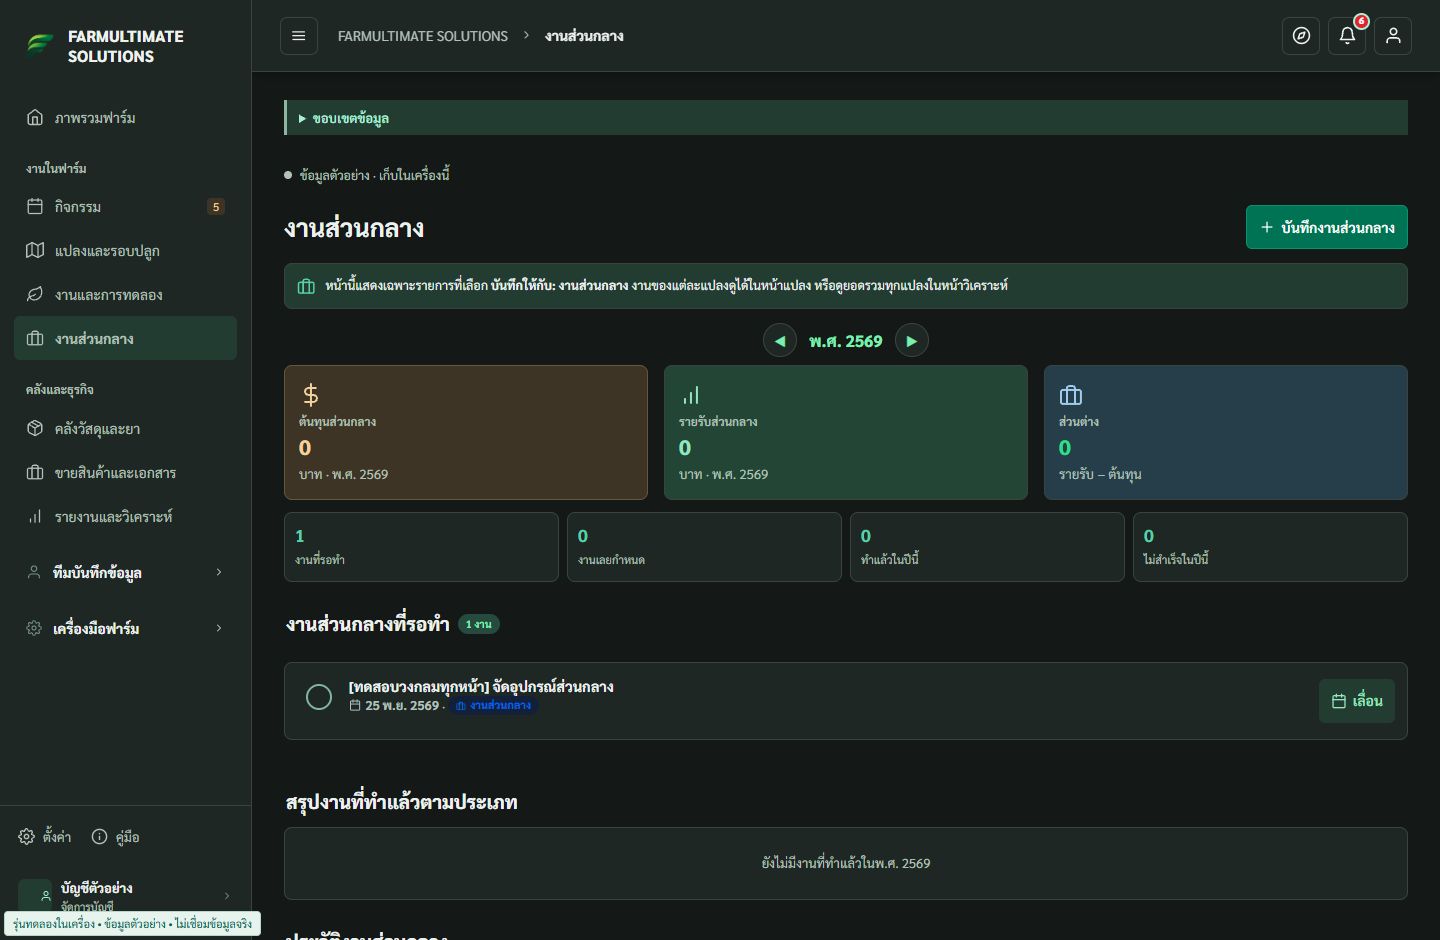 FARMULTIMATE
SOLUTIONS
ภาพรวมฟาร์ม
งานในฟาร์ม
กิจกรรม 5
แปลงและรอบปลูก
งานและการทดลอง
งานส่วนกลาง
คลังและธุรกิจ
คลังวัสดุและยา
ขายสินค้าและเอกสาร
รายงานและวิเคราะห์
ทีมบันทึกข้อมูล
เครื่องมือฟาร์ม
ตั้งค่า คู่มือ
บัญชีตัวอย่าง
จัดการบัญชี
รุ่นทดลองในเครื่อง • ข้อมูลตัวอย่าง • ไม่เชื่อมข้อมูลจริง
FARMULTIMATE SOLUTIONS › งานส่วนกลาง
6
ขอบเขตข้อมูล
ข้อมูลตัวอย่าง · เก็บในเครื่องนี้
งานส่วนกลาง
+ บันทึกงานส่วนกลาง
หน้านี้แสดงเฉพาะรายการที่เลือก บันทึกให้กับ: งานส่วนกลาง งานของแต่ละแปลงดูได้ในหน้าแปลง หรือดูยอดรวมทุกแปลงในหน้าวิเคราะห์
◀ พ.ศ. 2569 ▶
ต้นทุนส่วนกลาง
0
บาท · พ.ศ. 2569
รายรับส่วนกลาง
0
บาท · พ.ศ. 2569
ส่วนต่าง
0
รายรับ – ต้นทุน
1
งานที่รอทำ
0
งานเลยกำหนด
0
ทำแล้วในปีนี้
0
ไม่สำเร็จในปีนี้
งานส่วนกลางที่รอทำ 1 งาน
[ทดสอบวงกลมทุกหน้า] จัดอุปกรณ์ส่วนกลาง
25 พ.ย. 2569 · งานส่วนกลาง
เลื่อน
สรุปงานที่ทำแล้วตามประเภท
ยังไม่มีงานที่ทำแล้วในพ.ศ. 2569
ประวัติงานส่วนกลาง